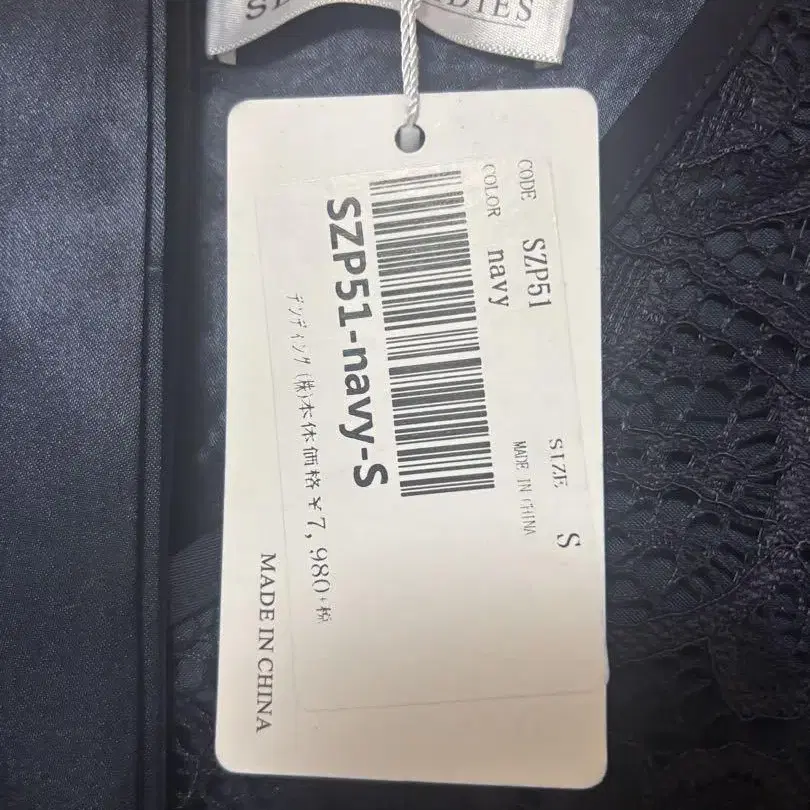 CODE SZP51 SIZE S
COLOR navy MADE IN CHINA
SZP51-navy-S
(株)本体価格¥7,980+税
MADE IN CHINA